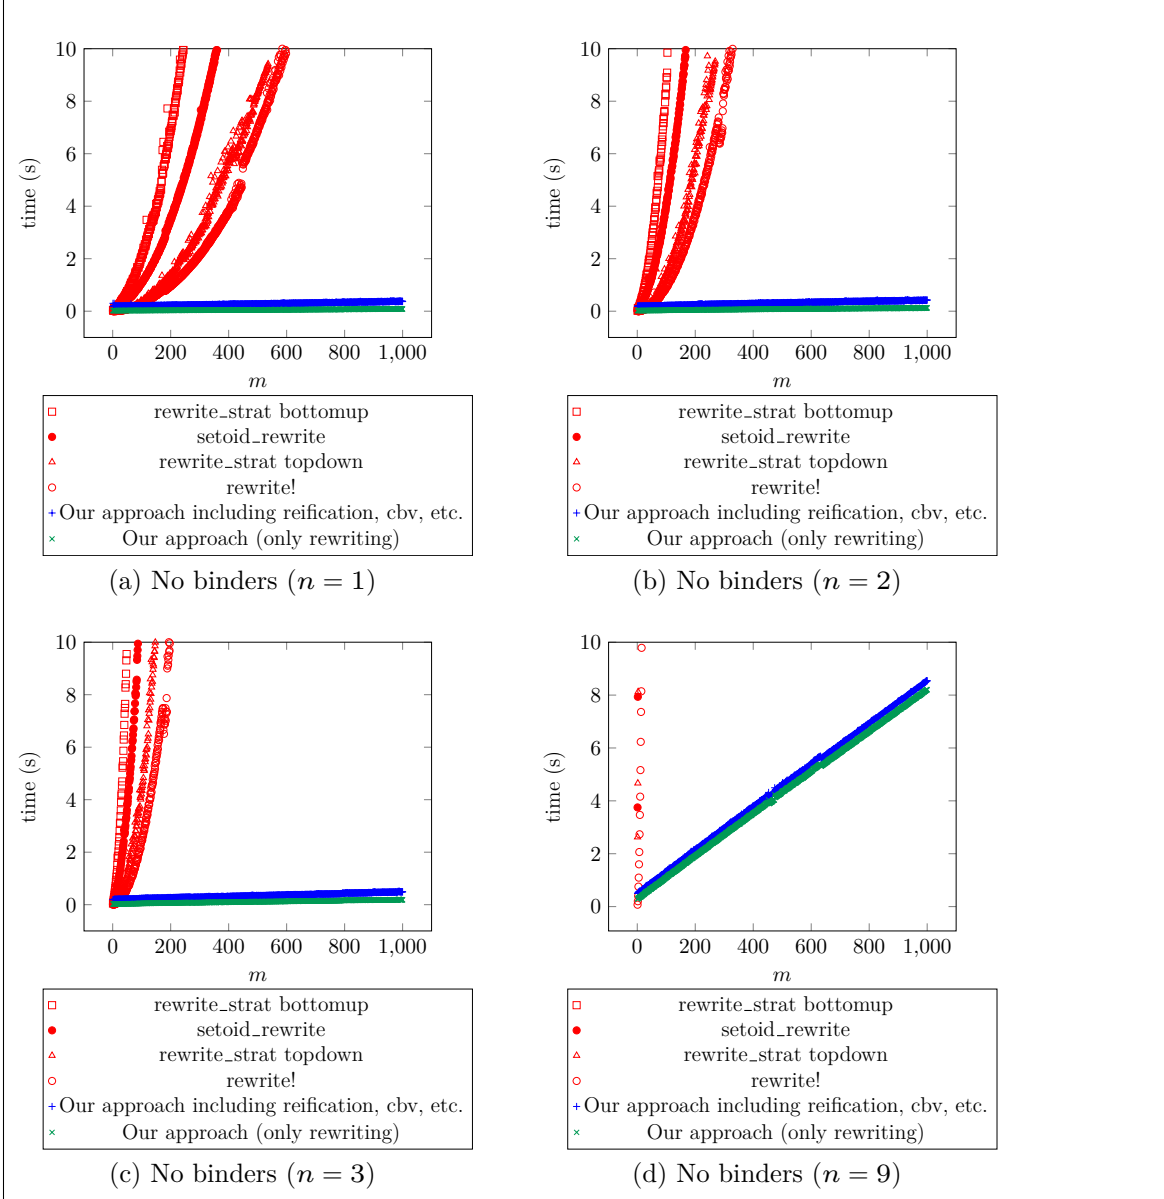 10
8
6
4
2
0
time (s)
0 200 400 600 800 1,000
m
rewrite_strat bottomup
setoid_rewrite
rewrite_strat topdown
rewrite!
Our approach including reification, cbv, etc.
Our approach (only rewriting)
(a) No binders (n = 1)
10
8
6
4
2
0
time (s)
0 200 400 600 800 1,000
m
rewrite_strat bottomup
setoid_rewrite
rewrite_strat topdown
rewrite!
Our approach including reification, cbv, etc.
Our approach (only rewriting)
(b) No binders (n = 2)
10
8
6
4
2
0
time (s)
0 200 400 600 800 1,000
m
rewrite_strat bottomup
setoid_rewrite
rewrite_strat topdown
rewrite!
Our approach including reification, cbv, etc.
Our approach (only rewriting)
(c) No binders (n = 3)
10
8
6
4
2
0
time (s)
0 200 400 600 800 1,000
m
rewrite_strat bottomup
setoid_rewrite
rewrite_strat topdown
rewrite!
Our approach including reification, cbv, etc.
Our approach (only rewriting)
(d) No binders (n = 9)